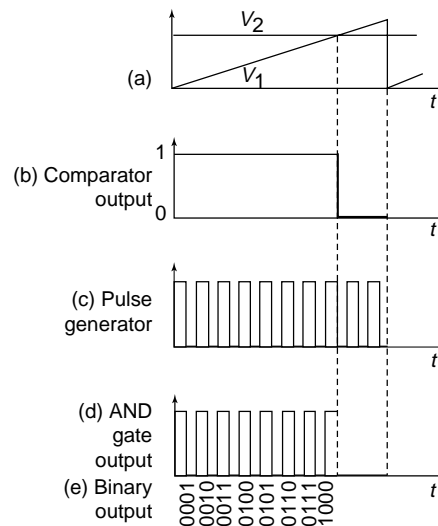 V2
(a)
V1
t
1
(b) Comparator
output
0
t
(c) Pulse
generator
t
(d) AND
gate
output
t
(e) Binary
output
0001 0010 0011 0100 0101 0110 0111 1000